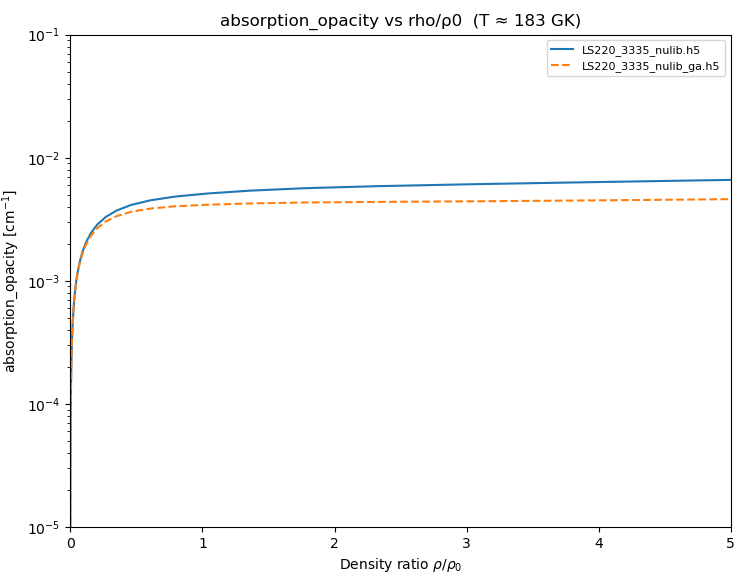 absorption_opacity vs rho/ρ0  (T ≈ 183 GK)
LS220_3335_nulib.h5
LS220_3335_nulib_ga.h5
absorption_opacity [cm⁻¹]
10⁻¹
10⁻²
10⁻³
10⁻⁴
10⁻⁵
0 1 2 3 4 5
Density ratio ρ/ρ₀